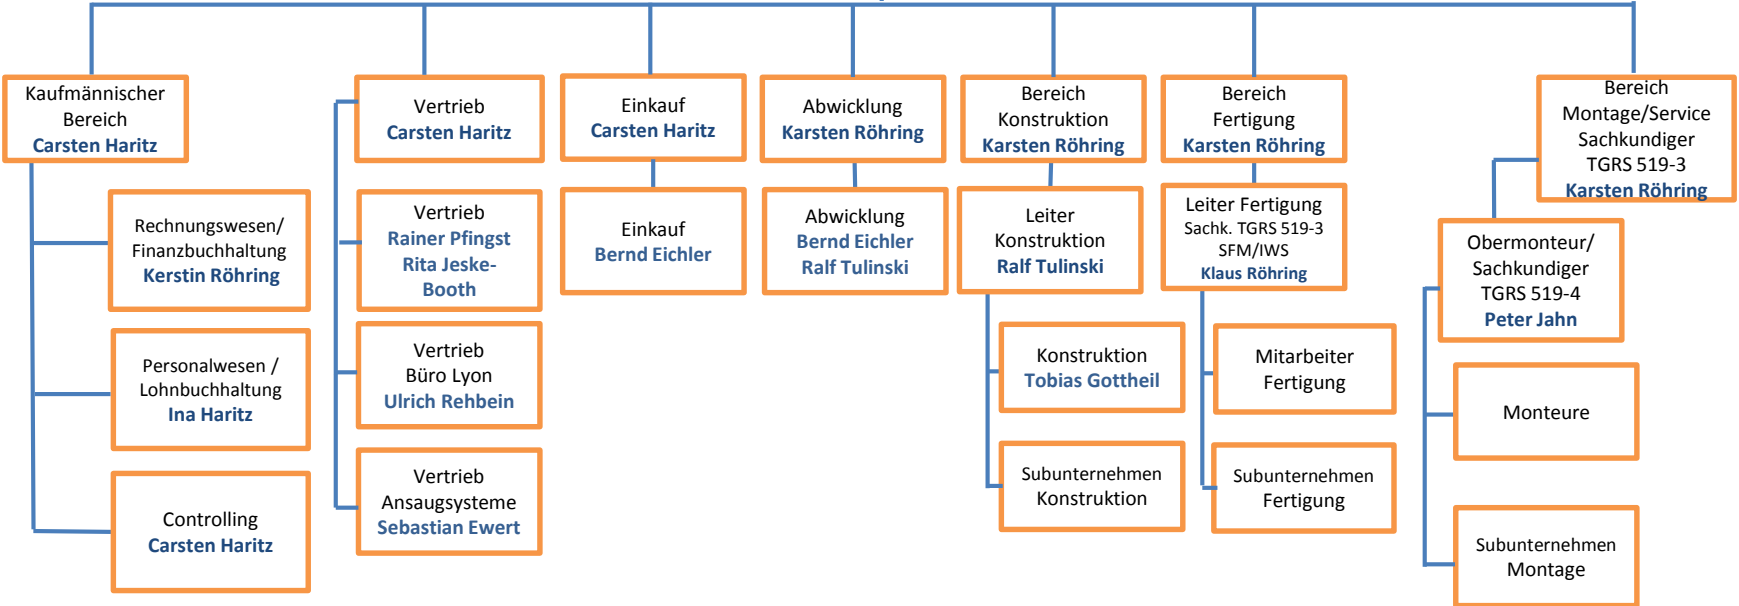 Kaufmännischer
Bereich
Carsten Haritz
Rechnungswesen/
Finanzbuchhaltung
Kerstin Röhring
Personalwesen /
Lohnbuchhaltung
Ina Haritz
Controlling
Carsten Haritz
Vertrieb
Carsten Haritz
Vertrieb
Rainer Pfingst
Rita Jeske-
Booth
Vertrieb
Büro Lyon
Ulrich Rehbein
Vertrieb
Ansaugsysteme
Sebastian Ewert
Einkauf
Carsten Haritz
Einkauf
Bernd Eichler
Abwicklung
Karsten Röhring
Abwicklung
Bernd Eichler
Ralf Tulinski
Bereich
Konstruktion
Karsten Röhring
Leiter
Konstruktion
Ralf Tulinski
Konstruktion
Tobias Gottheil
Subunternehmen
Konstruktion
Bereich
Fertigung
Karsten Röhring
Leiter Fertigung
Sachk. TGRS 519-3
SFM/IWS
Klaus Röhring
Mitarbeiter
Fertigung
Subunternehmen
Fertigung
Bereich
Montage/Service
Sachkundiger
TGRS 519-3
Karsten Röhring
Obermonteur/
Sachkundiger
TGRS 519-4
Peter Jahn
Monteure
Subunternehmen
Montage